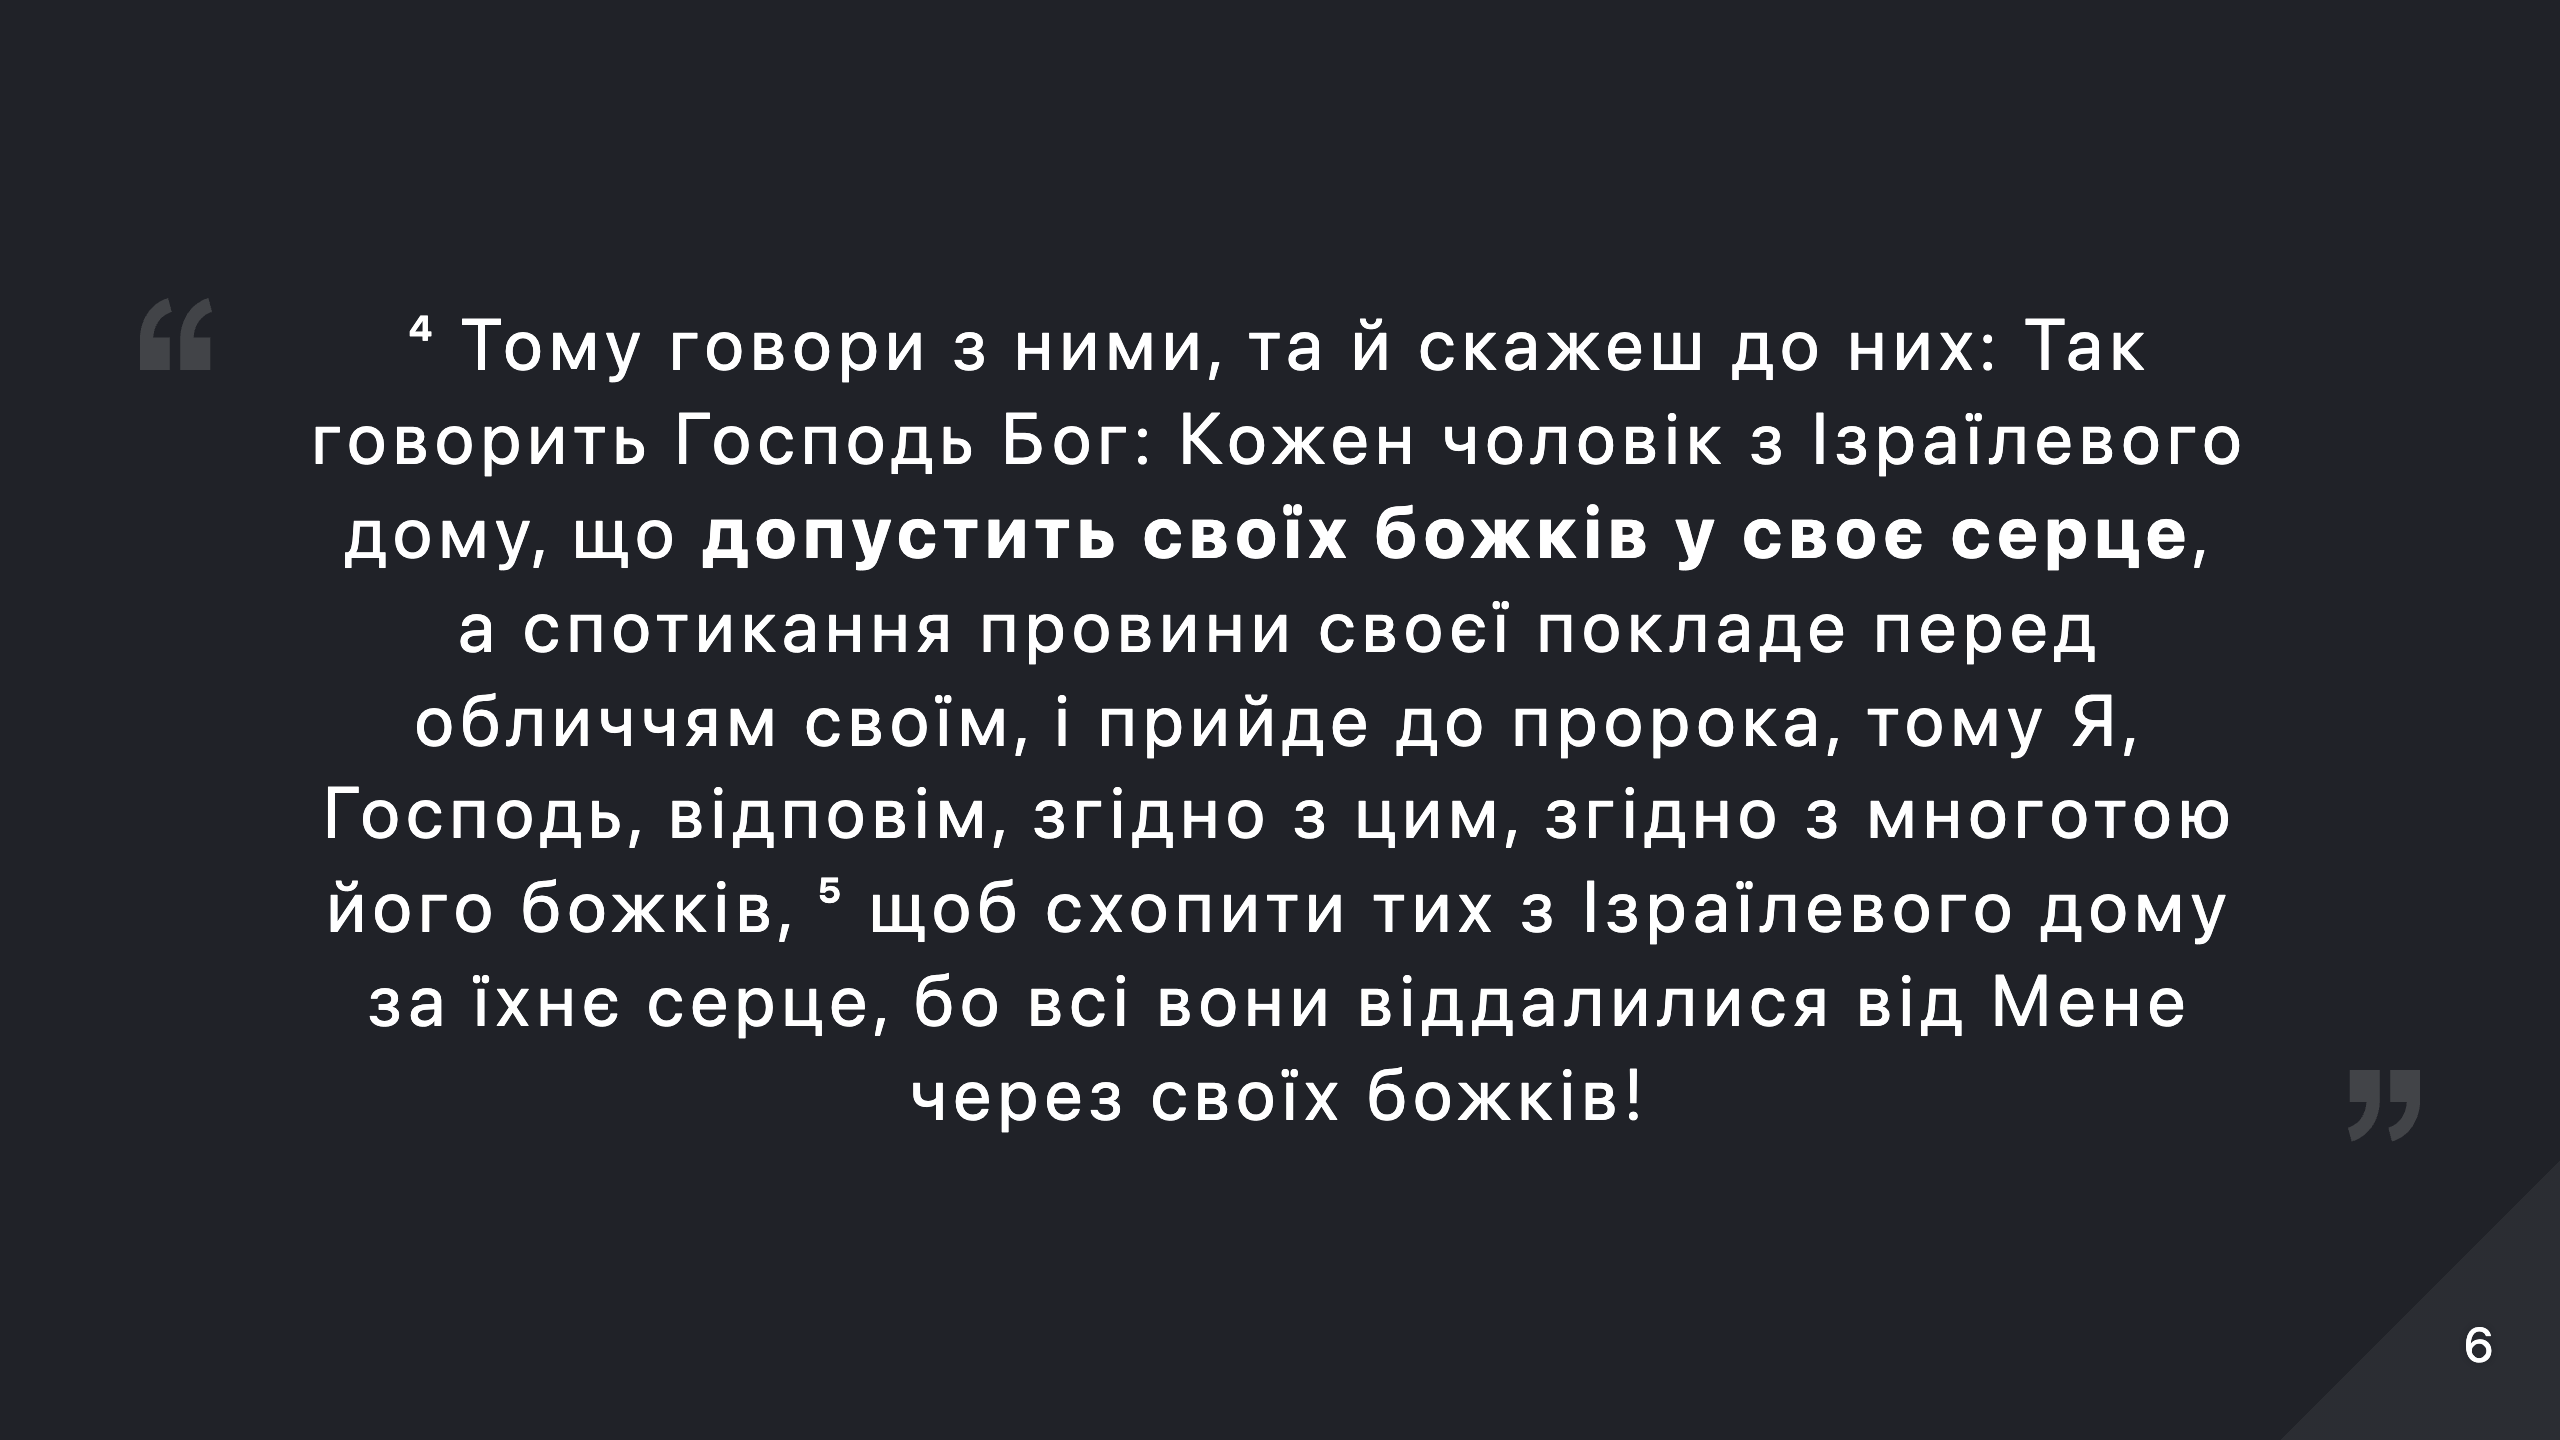 “
⁴ Тому говори з ними, та й скажеш до них: Так
говорить Господь Бог: Кожен чоловік з Ізраїлевого
дому, що допустить своїх божків у своє серце,
а спотикання провини своєї покладе перед
обличчям своїм, і прийде до пророка, тому Я,
Господь, відповім, згідно з цим, згідно з многотою
його божків, ⁵ щоб схопити тих з Ізраїлевого дому
за їхнє серце, бо всі вони віддалилися від Мене
через своїх божків!
”
6